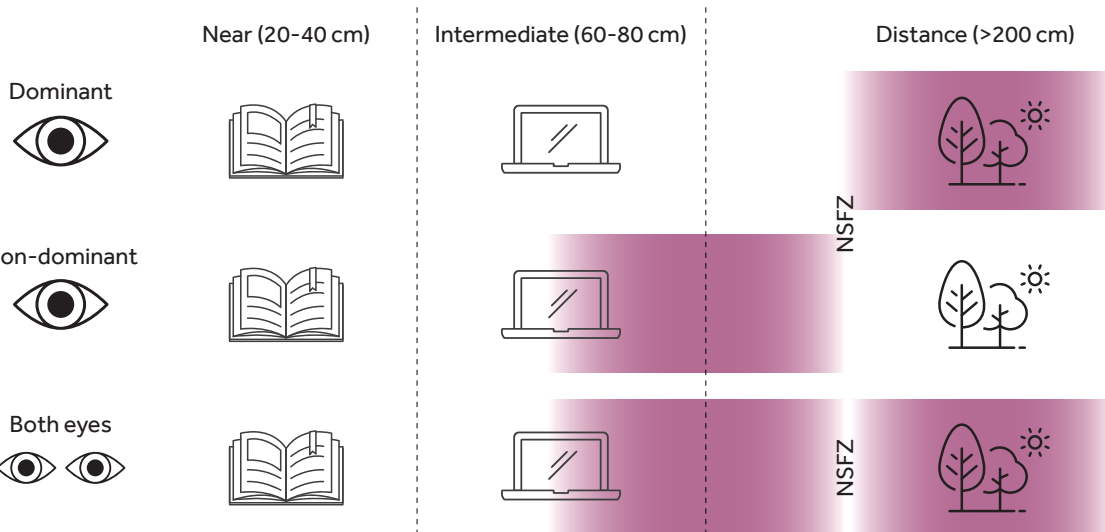 Near (20-40 cm) Intermediate (60-80 cm) Distance (>200 cm)
Dominant
NSFZ
on-dominant
Both eyes
NSFZ